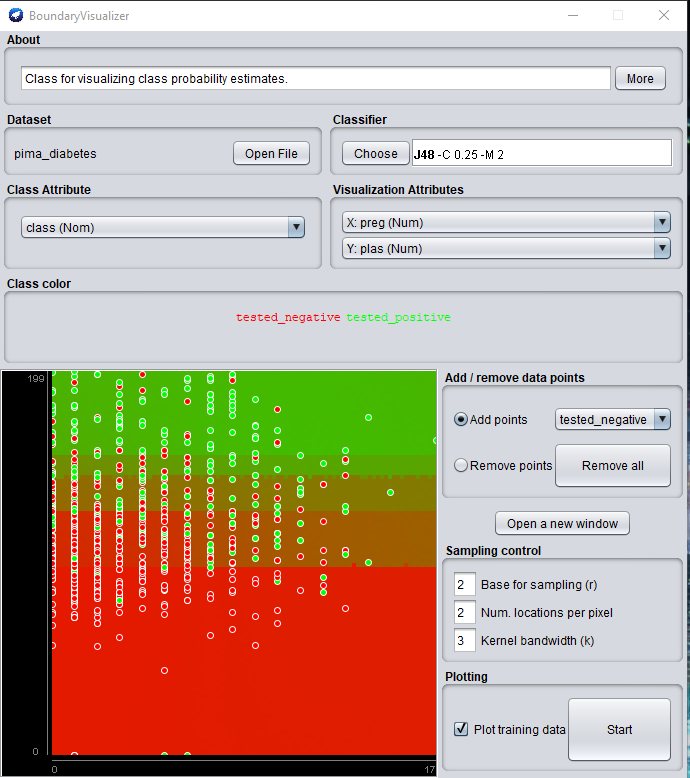 BoundaryVisualizer
About
Class for visualizing class probability estimates.
More
Dataset
Classifier
pima_diabetes
Open File
Choose
J48 -C 0.25 -M 2
Class Attribute
Visualization Attributes
class (Nom)
X: preg (Num)
Y: plas (Num)
Class color
tested_negative tested_positive
199
0
0
17
Add / remove data points
Add points
tested_negative
Remove points
Remove all
Open a new window
Sampling control
2 Base for sampling (r)
2 Num. locations per pixel
3 Kernel bandwidth (k)
Plotting
Plot training data
Start